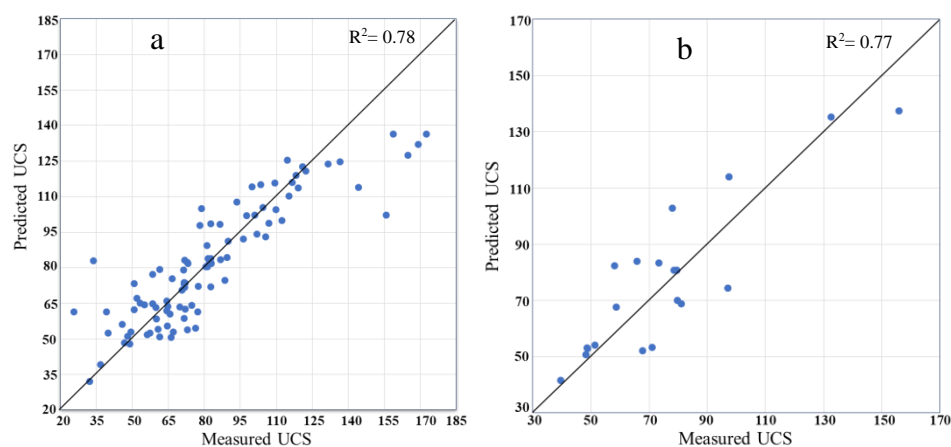 a
R²= 0.78
Predicted UCS
185
170
155
140
125
110
95
80
65
50
35
20
20 35 50 65 80 95 110 125 140 155 170 185
Measured UCS
b
R²= 0.77
Predicted UCS
170
150
130
110
90
70
50
30
30 50 70 90 110 130 150 170
Measured UCS